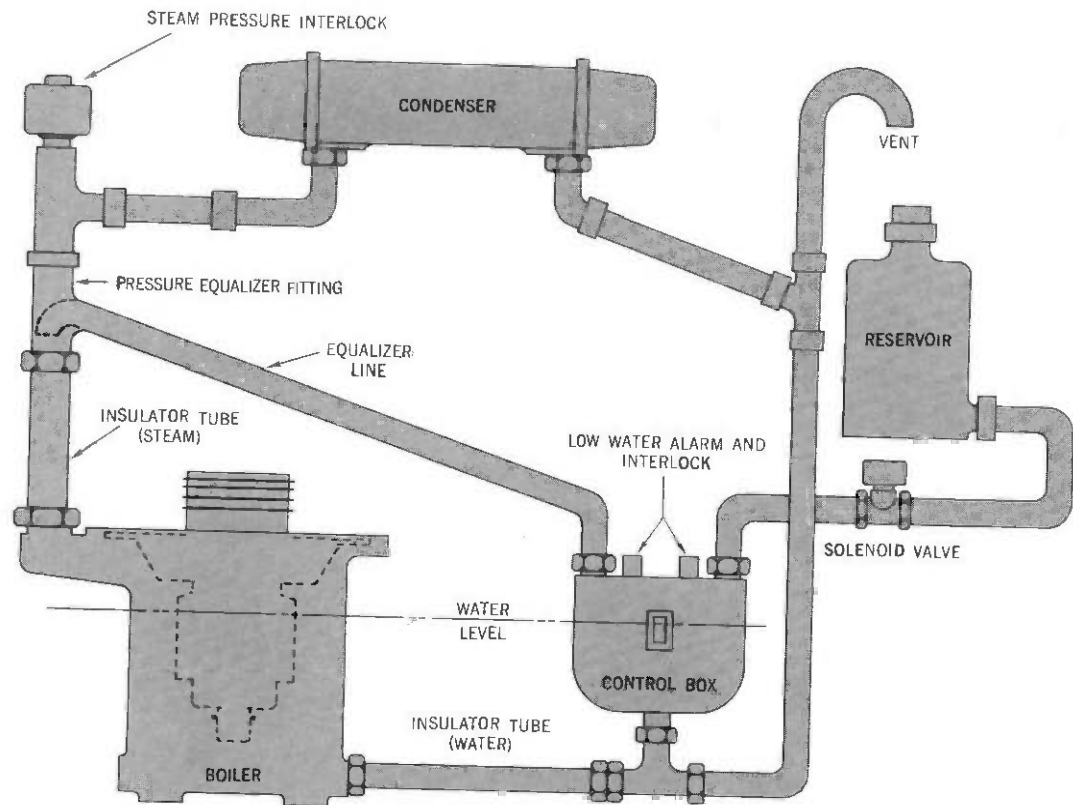 STEAM PRESSURE INTERLOCK
CONDENSER
VENT
PRESSURE EQUALIZER FITTING
RESERVOIR
EQUALIZER
LINE
INSULATOR TUBE
(STEAM)
LOW WATER ALARM AND
INTERLOCK
SOLENOID VALVE
WATER
LEVEL
CONTROL BOX
INSULATOR TUBE
(WATER)
BOILER